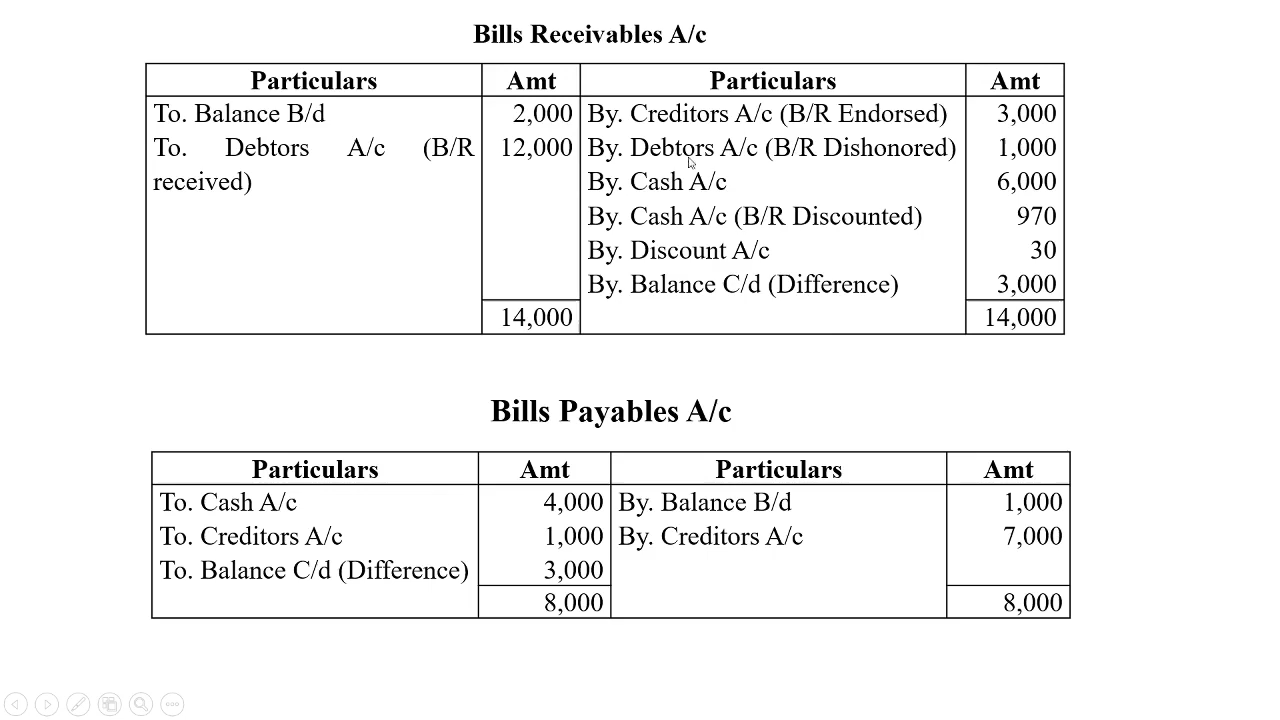 Bills Receivables A/c
Particulars Amt Particulars Amt
To. Balance B/d 2,000 By. Creditors A/c (B/R Endorsed) 3,000
To. Debtors A/c (B/R 12,000 By. Debtors A/c (B/R Dishonored) 1,000
received) By. Cash A/c 6,000
By. Cash A/c (B/R Discounted) 970
By. Discount A/c 30
By. Balance C/d (Difference) 3,000
14,000 14,000
Bills Payables A/c
Particulars Amt Particulars Amt
To. Cash A/c 4,000 By. Balance B/d 1,000
To. Creditors A/c 1,000 By. Creditors A/c 7,000
To. Balance C/d (Difference) 3,000
8,000 8,000